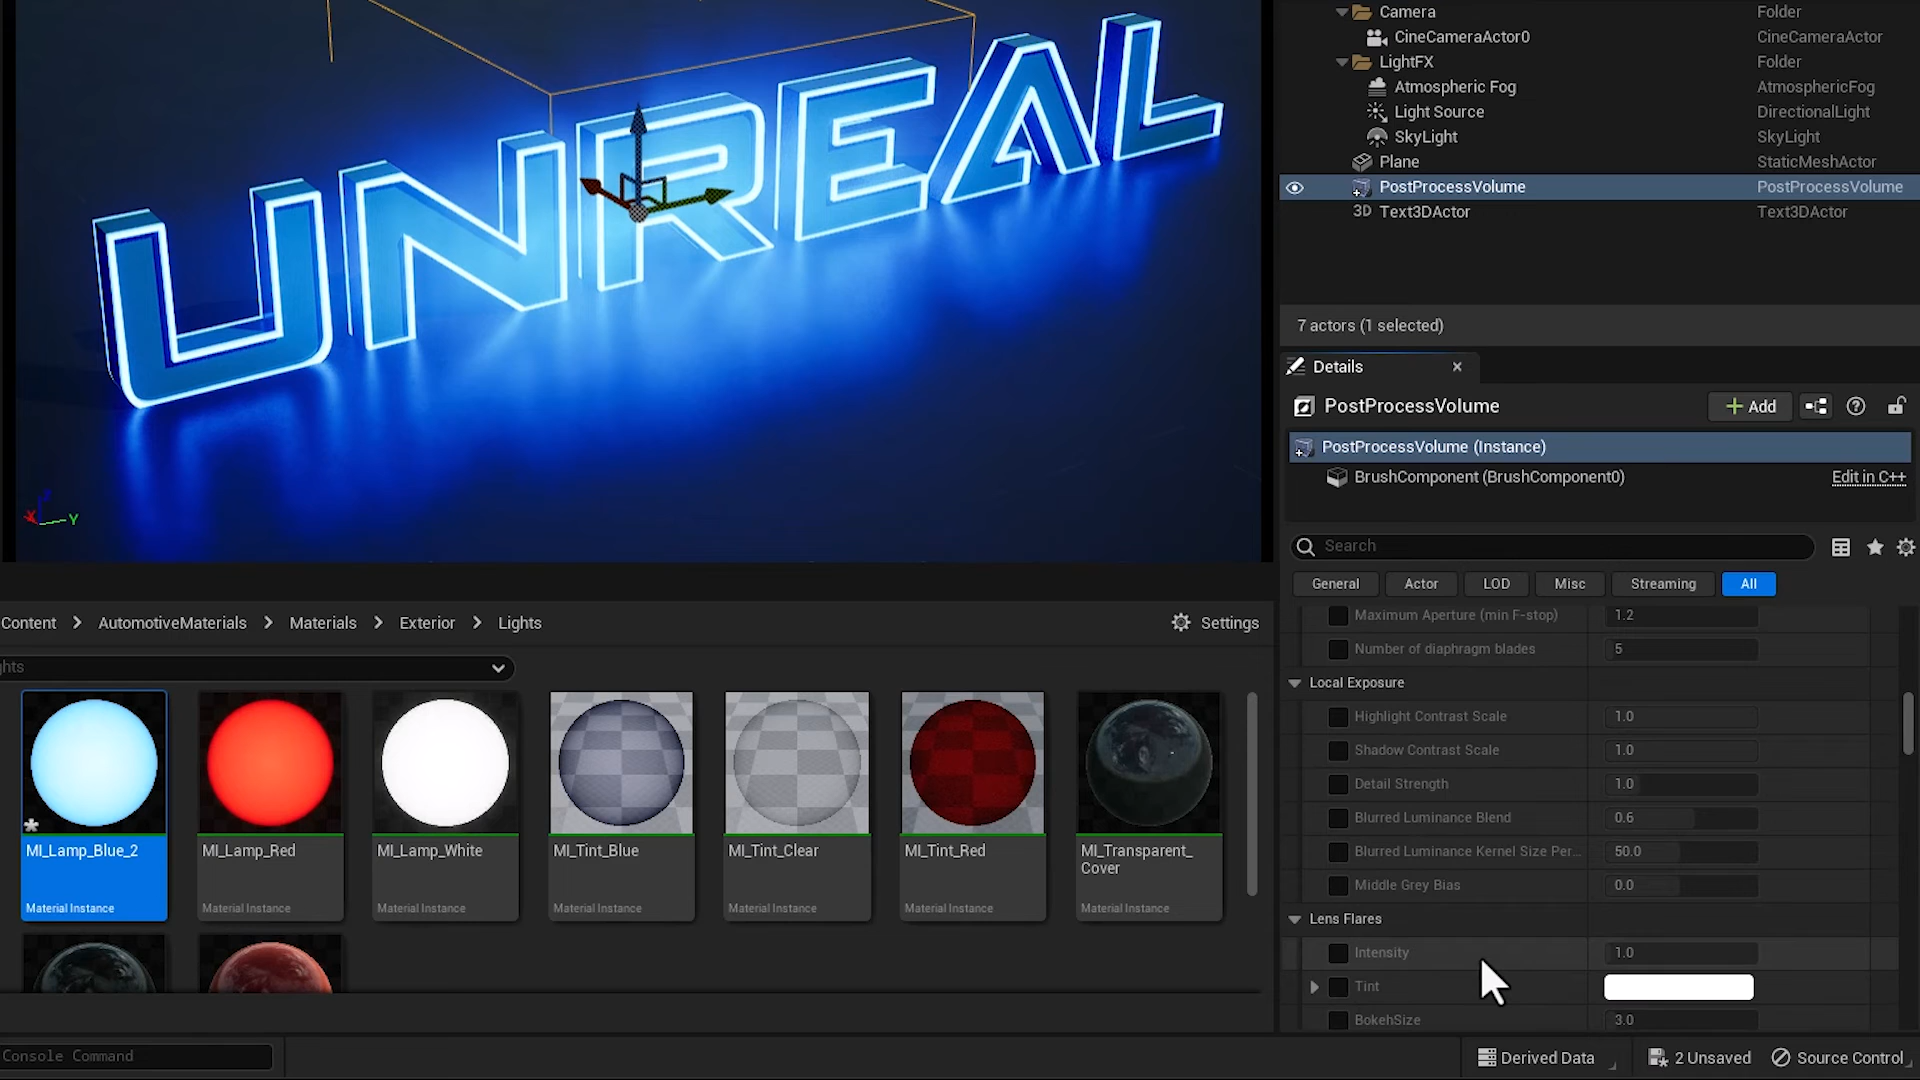 UNREAL
X
Y
Camera Folder
CineCameraActor0 CineCameraActor
LightFX Folder
Atmospheric Fog AtmosphericFog
Light Source DirectionalLight
SkyLight SkyLight
Plane StaticMeshActor
PostProcessVolume PostProcessVolume
3D Text3DActor Text3DActor
7 actors (1 selected)
Details
PostProcessVolume
+ Add
PostProcessVolume (Instance)
BrushComponent (BrushComponent0) Edit in C++
Search
General Actor LOD Misc Streaming All
Maximum Aperture (min F-stop) 1.2
Number of diaphragm blades 5
Local Exposure
Highlight Contrast Scale 1.0
Shadow Contrast Scale 1.0
Detail Strength 1.0
Blurred Luminance Blend 0.6
Blurred Luminance Kernel Size Per... 50.0
Middle Grey Bias 0.0
Lens Flares
Intensity 1.0
Tint
BokehSize 3.0
Content > AutomotiveMaterials > Materials > Exterior > Lights
Settings
ghts
MI_Lamp_Blue_2
Material Instance
MI_Lamp_Red
Material Instance
MI_Lamp_White
Material Instance
MI_Tint_Blue
Material Instance
MI_Tint_Clear
Material Instance
MI_Tint_Red
Material Instance
MI_Transparent_
Cover
Material Instance
Console Command
Derived Data 2 Unsaved Source Control